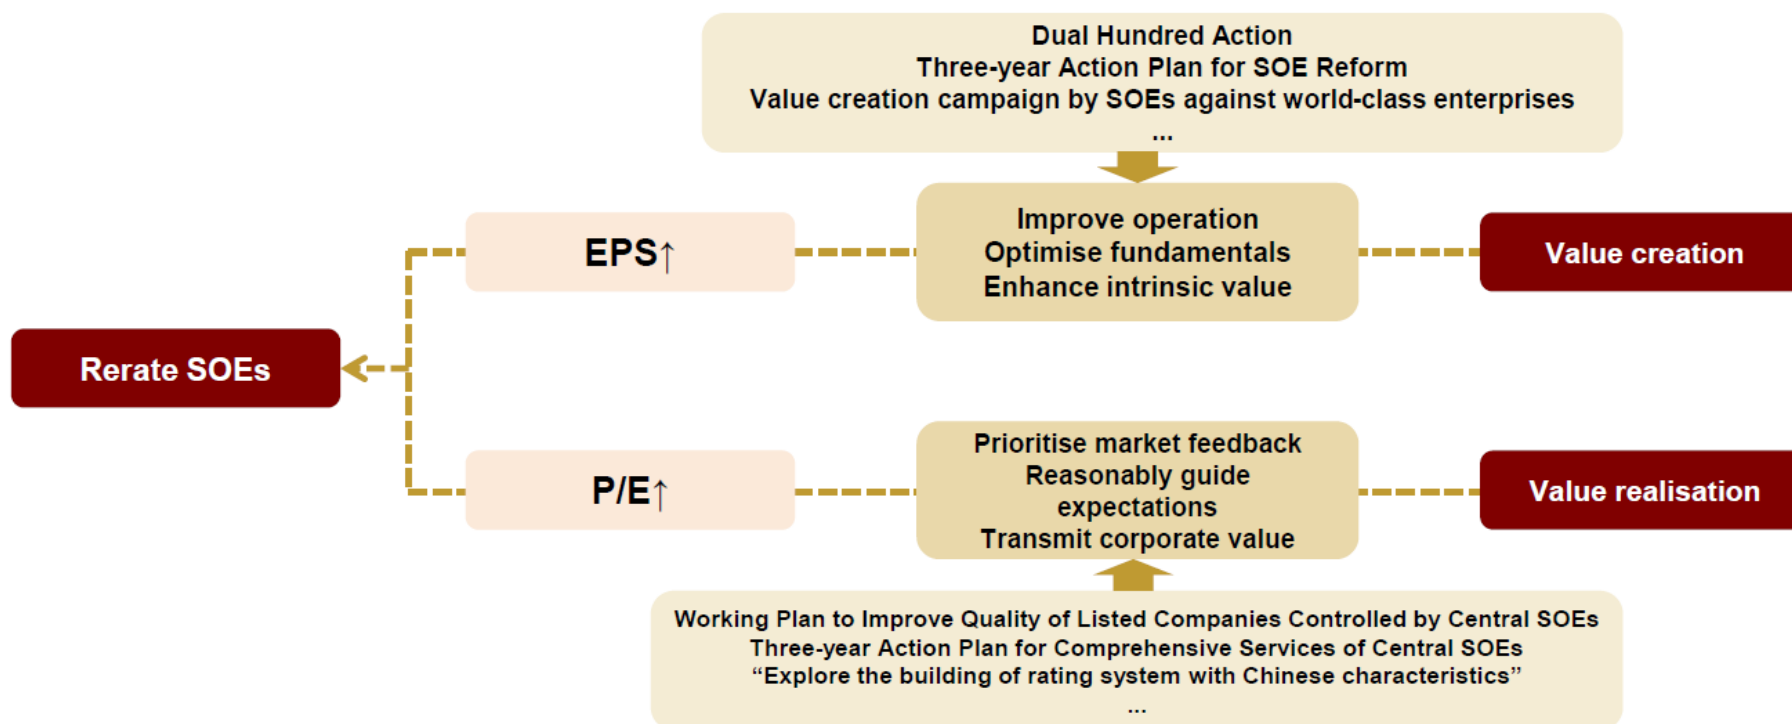 Dual Hundred Action
Three-year Action Plan for SOE Reform
Value creation campaign by SOEs against world-class enterprises
...
EPS↑
Improve operation
Optimise fundamentals
Enhance intrinsic value
Value creation
Rerate SOEs
P/E↑
Prioritise market feedback
Reasonably guide
expectations
Transmit corporate value
Value realisation
Working Plan to Improve Quality of Listed Companies Controlled by Central SOEs
Three-year Action Plan for Comprehensive Services of Central SOEs
“Explore the building of rating system with Chinese characteristics”
...